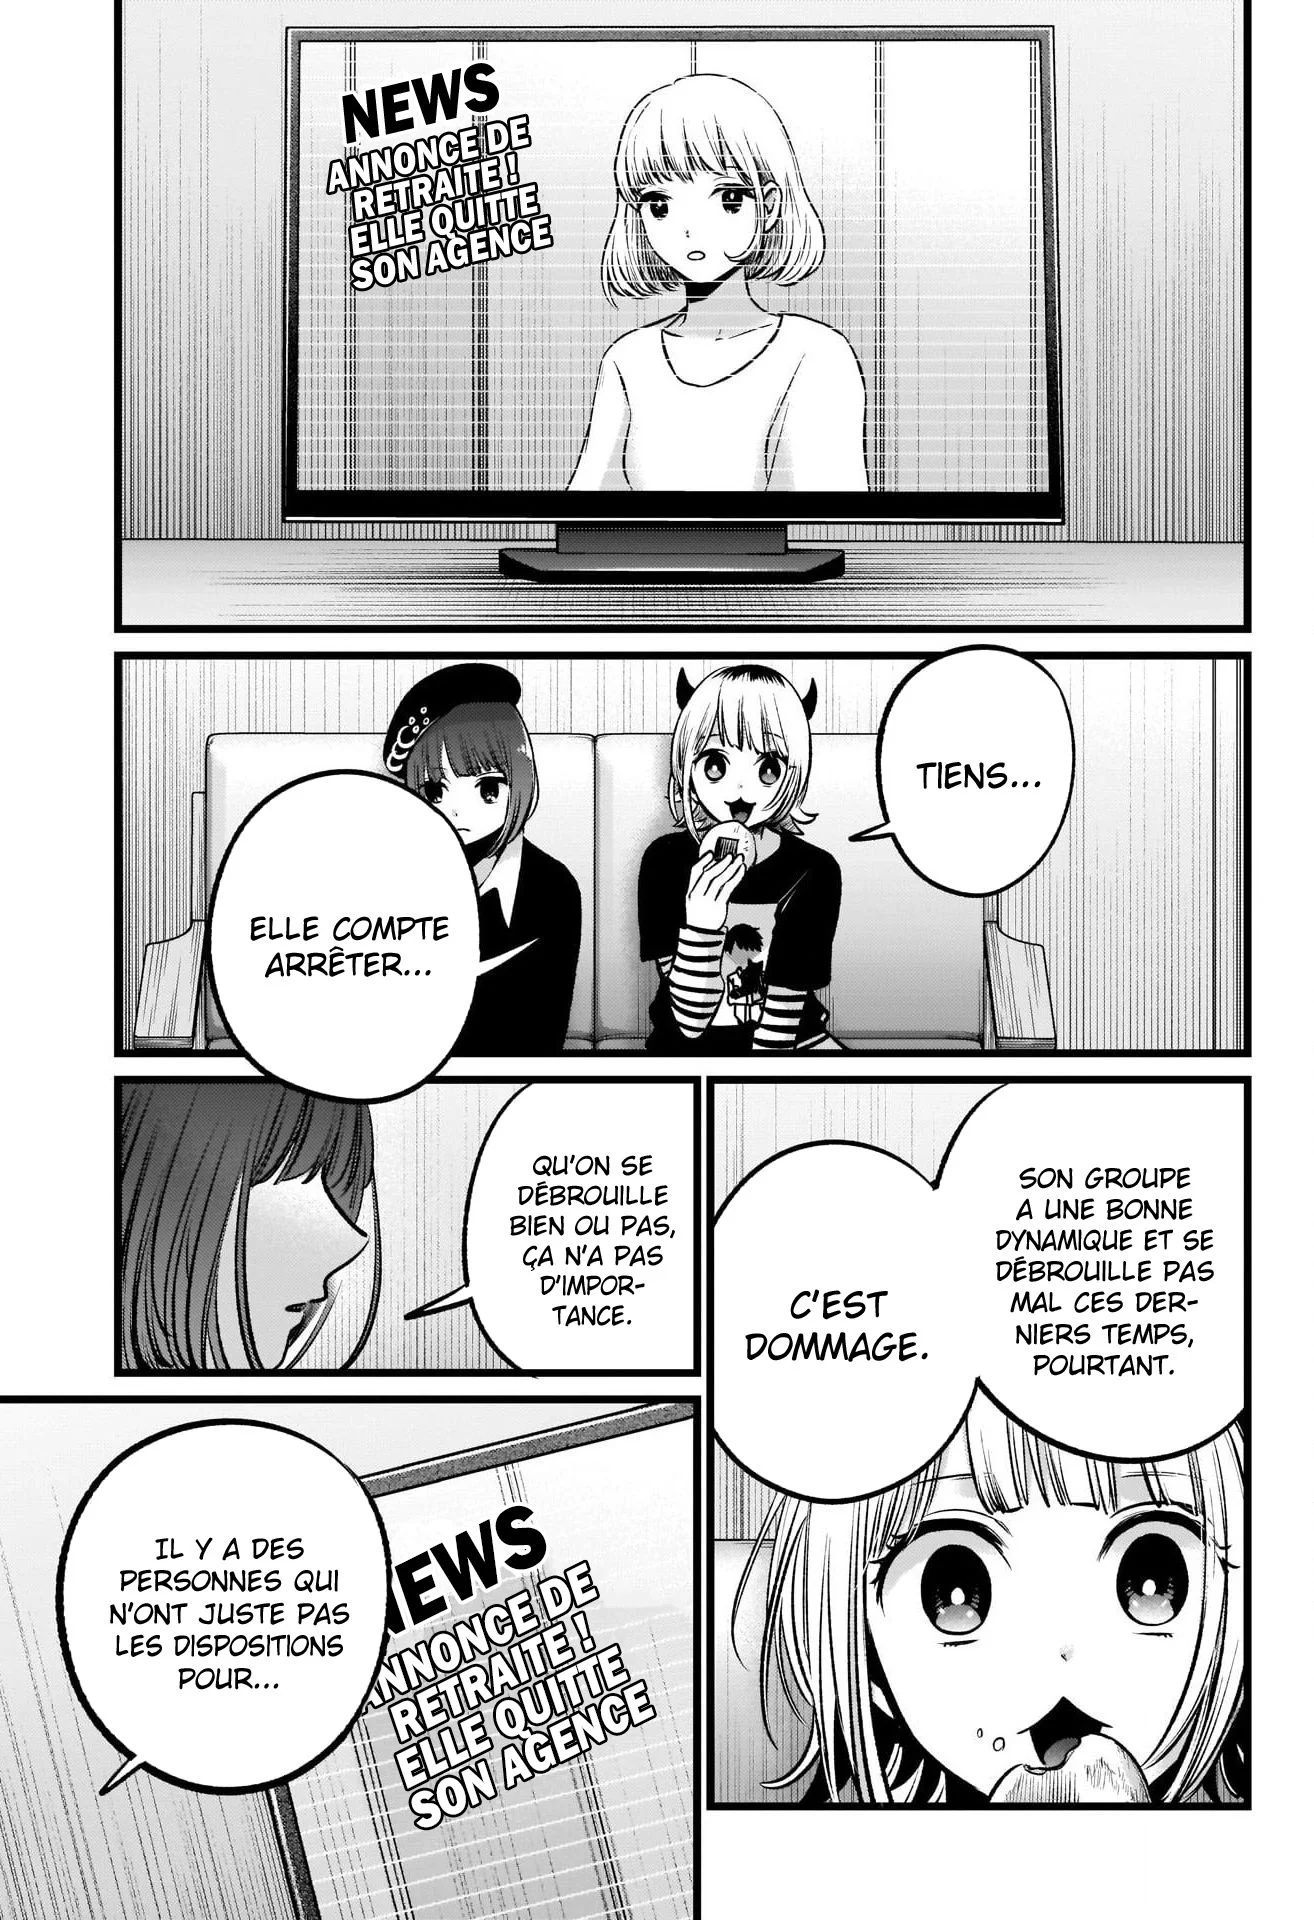 NEWS
ANNONCE DE
RETRAITE !
ELLE QUITTE
SON AGENCE
TIENS...
ELLE COMPTE
ARRÊTER...
SON GROUPE
A UNE BONNE
DYNAMIQUE ET SE
DÉBROUILLE PAS
MAL CES DER-
NIERS TEMPS,
POURTANT.
C'EST
DOMMAGE.
QU'ON SE
DÉBROUILLE
BIEN OU PAS,
ÇA N'A PAS
D'IMPOR-
TANCE.
IL Y A DES
PERSONNES QUI
N'ONT JUSTE PAS
LES DISPOSITIONS
POUR...
NEWS
ANNONCE DE
RETRAITE !
ELLE QUITTE
SON AGENCE